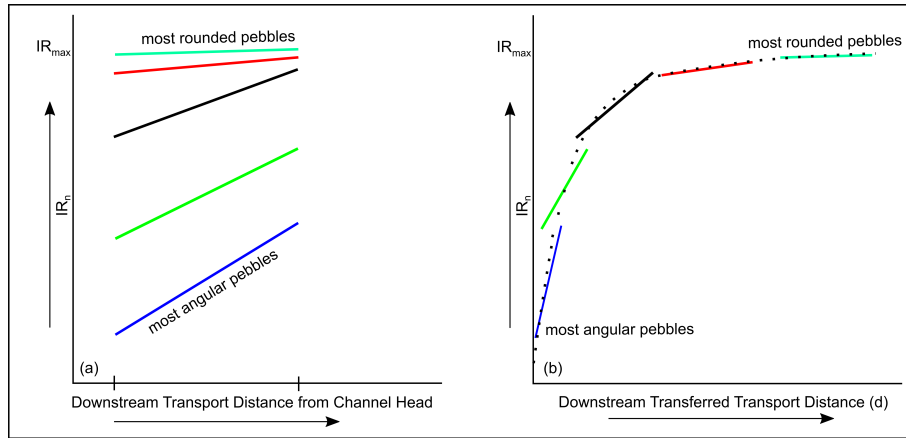 IRmax
most rounded pebbles
IRn
most angular pebbles
(a)
Downstream Transport Distance from Channel Head
IRmax
most rounded pebbles
IRn
most angular pebbles
(b)
Downstream Transferred Transport Distance (d)